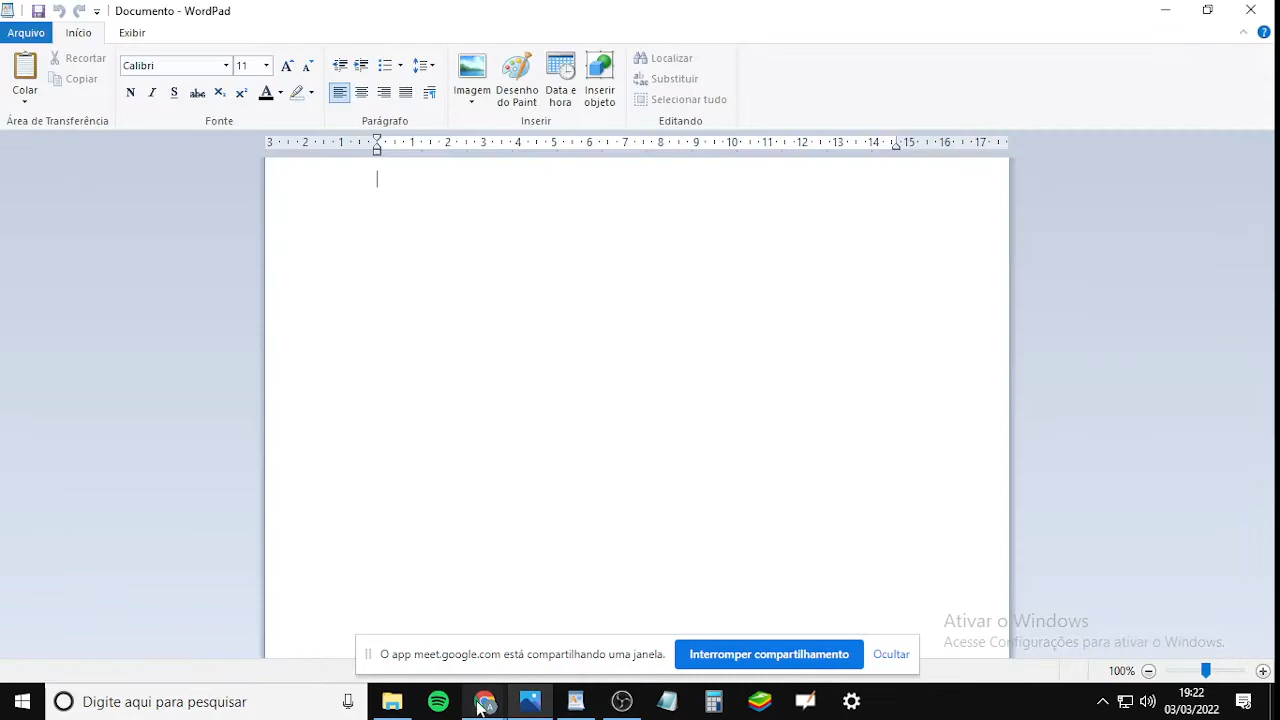 Documento - WordPad
Arquivo Início Exibir
Colar
Recortar
Copiar
Área de Transferência
Calibri 11
N I S abc X₂ X² A
Fonte
Parágrafo
Imagem
Desenho do Paint
Data e hora
Inserir objeto
Inserir
Localizar
Substituir
Selecionar tudo
Editando
3 2 1 1 2 3 4 5 6 7 8 9 10 11 12 13 14 15 16 17
Ativar o Windows
Acesse Configurações para ativar o Windows.
O app meet.google.com está compartilhando uma janela. Interromper compartilhamento Ocultar
100%
Digite aqui para pesquisar
19:22
03/03/2022